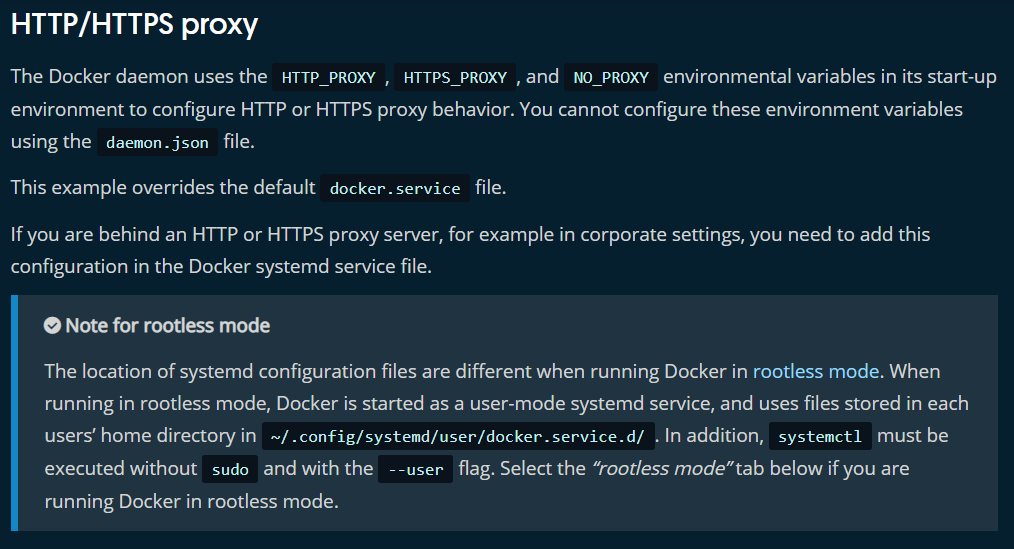 HTTP/HTTPS proxy
The Docker daemon uses the HTTP_PROXY , HTTPS_PROXY , and NO_PROXY environmental variables in its start-up
environment to configure HTTP or HTTPS proxy behavior. You cannot configure these environment variables
using the daemon.json file.
This example overrides the default docker.service file.
If you are behind an HTTP or HTTPS proxy server, for example in corporate settings, you need to add this
configuration in the Docker systemd service file.
Note for rootless mode
The location of systemd configuration files are different when running Docker in rootless mode. When
running in rootless mode, Docker is started as a user-mode systemd service, and uses files stored in each
users’ home directory in ~/.config/systemd/user/docker.service.d/ . In addition, systemctl must be
executed without sudo and with the --user flag. Select the “rootless mode” tab below if you are
running Docker in rootless mode.